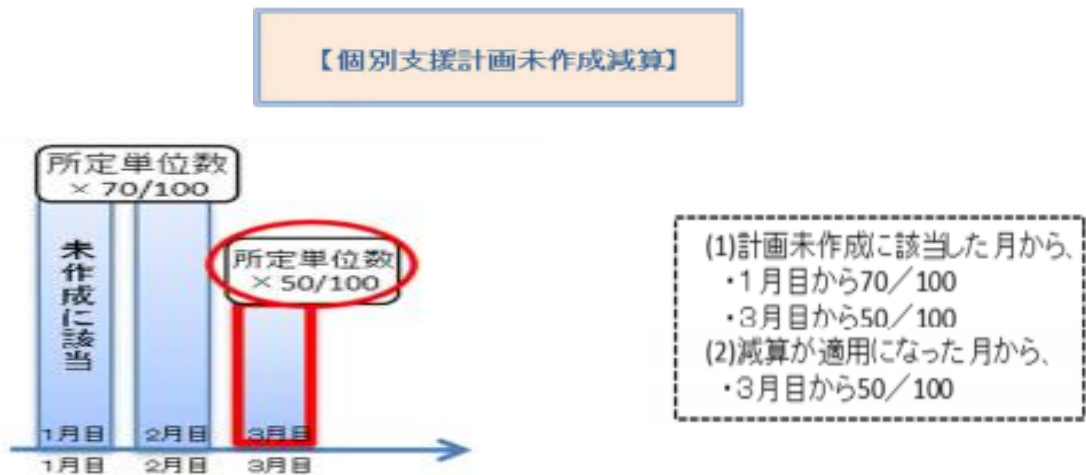 【個別支援計画未作成減算】
所定単位数
× 70/100
未作成に該当
所定単位数
× 50/100
1月目 2月目 3月目
1月目 2月目 3月目
(1)計画未作成に該当した月から、
・1月目から70／100
・3月目から50／100
(2)減算が適用になった月から、
・3月目から50／100